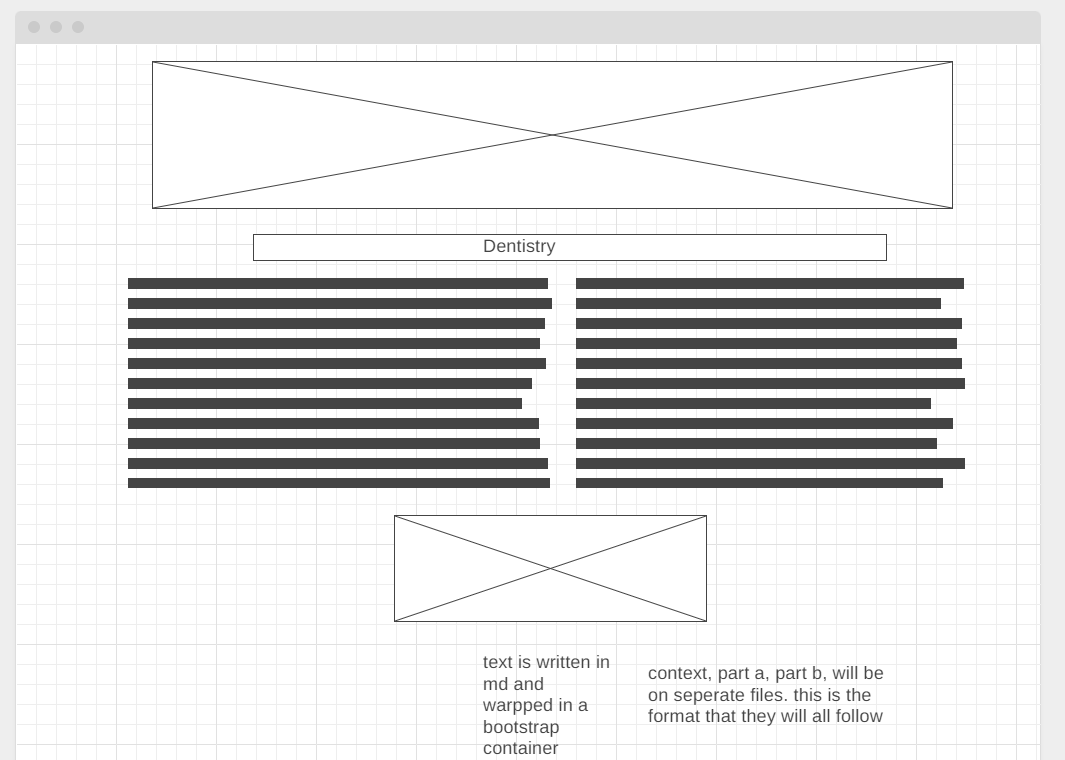 Dentistry
text is written in
md and
warpped in a
bootstrap
container
context, part a, part b, will be
on seperate files. this is the
format that they will all follow